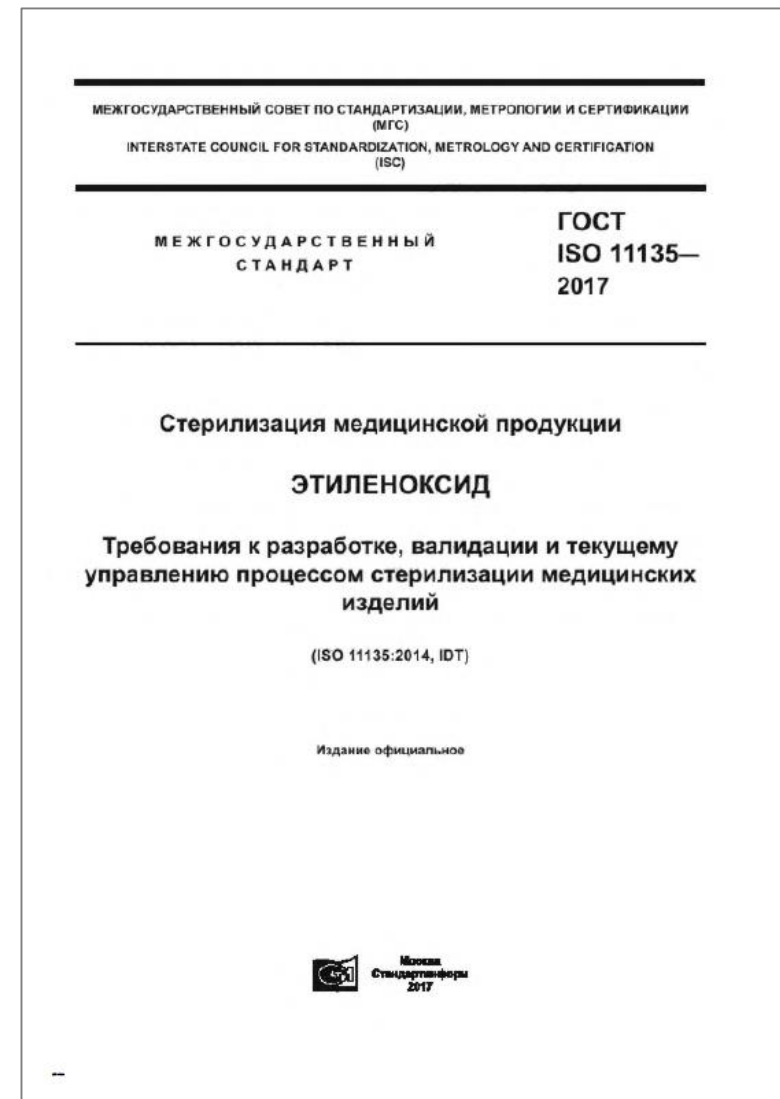 МЕЖГОСУДАРСТВЕННЫЙ СОВЕТ ПО СТАНДАРТИЗАЦИИ, МЕТРОЛОГИИ И СЕРТИФИКАЦИИ
(МГС)
INTERSTATE COUNCIL FOR STANDARDIZATION, METROLOGY AND CERTIFICATION
(ISC)
МЕЖГОСУДАРСТВЕННЫЙ
СТАНДАРТ
ГОСТ
ISO 11135—
2017
Стерилизация медицинской продукции
ЭТИЛЕНОКСИД
Требования к разработке, валидации и текущему
управлению процессом стерилизации медицинских
изделий
(ISO 11135:2014, IDT)
Издание официальное
Москва
Стандартинформ
2017